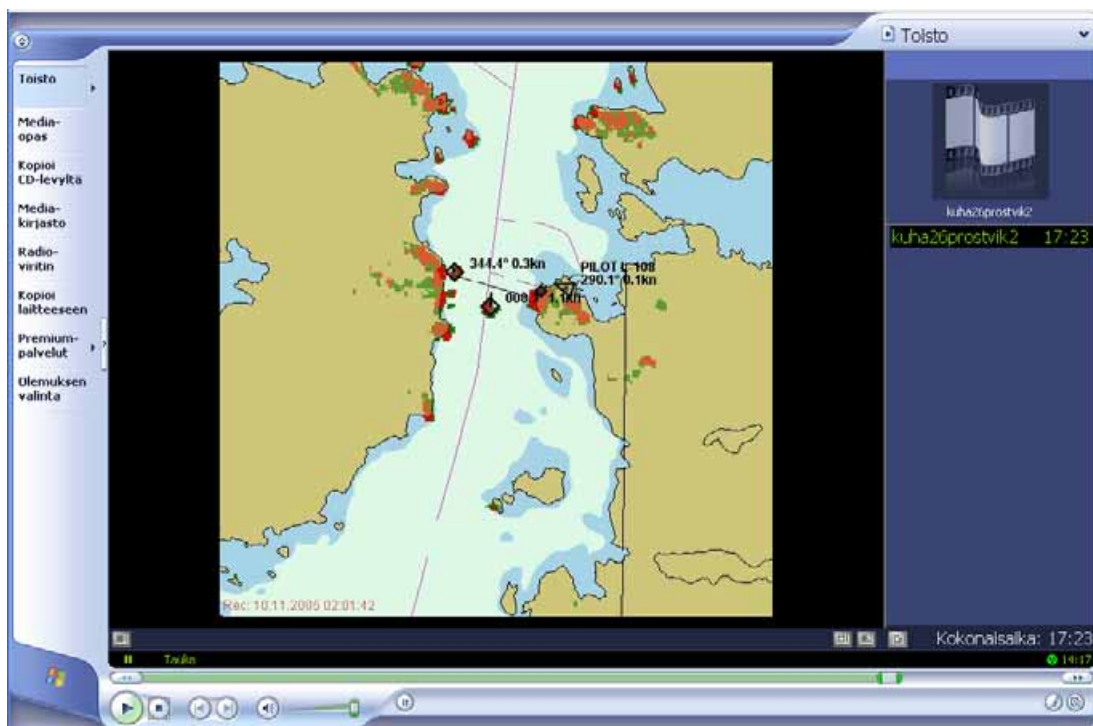 Toisto
Toisto
Media-
opas
Kopioi
CD-levyltä
Media-
kirjasto
Radio-
viritin
Kopioi
laitteeseen
Premium-
palvelut
Ulemuksen
valinta
344.4° 0.3kn
PILOT L 108
290.1° 0.1kn
1.1kn
Rec: 10.11.2005 02:01:42
kuha26prostvik2
kuha26prostvik2 17:23
Kokonaisaika: 17:23
Tauko
14:17